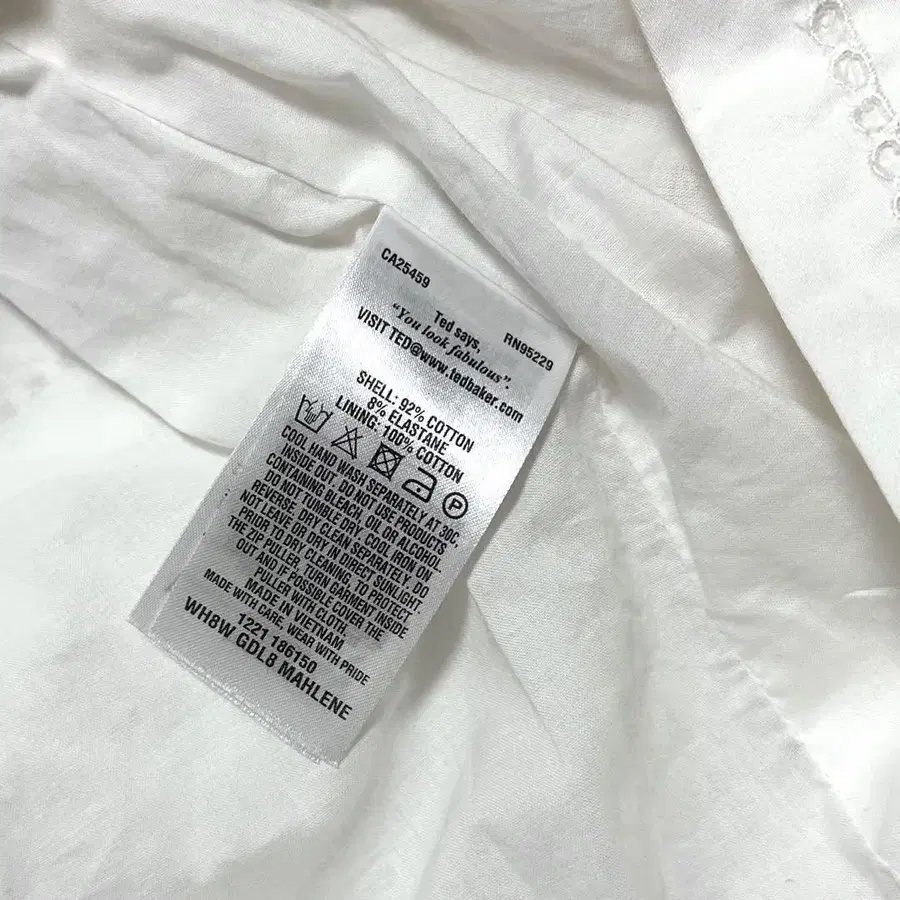 CA25459
RN95229
Ted says,
"You look fabulous".
VISIT TED@www.tedbaker.com
SHELL: 92% COTTON
8% ELASTANE
LINING: 100% COTTON
P
COOL HAND WASH SEPARATELY AT 30C,
INSIDE OUT. DO NOT USE PRODUCTS
CONTAINING BLEACH, OIL OR ALCOHOL.
DO NOT TUMBLE DRY, COOL IRON ON
REVERSE. DRY CLEAN SEPARATELY. DO
NOT LEAVE DRY IN DIRECT SUNLIGHT.
PRIOR TO DRY CLEANING, TO PROTECT
THE ZIP PULLER, TURN GARMENT INSIDE
OUT AND IF POSSIBLE COVER THE
PULLER WITH CLOTH.
MADE IN VIETNAM
MADE WITH CARE. WEAR WITH PRIDE
1221 186150
WH8W GDL8 MAHLENE